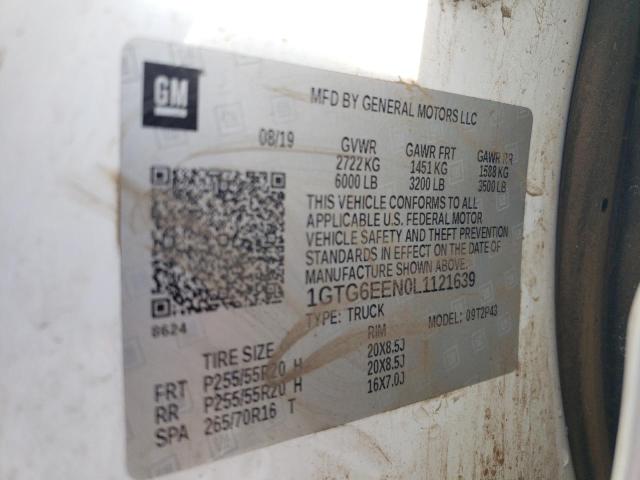 GM
MFD BY GENERAL MOTORS LLC
08/19 GVWR GAWR FRT GAWR RR
2722 KG 1451 KG 1588 KG
6000 LB 3200 LB 3500 LB
THIS VEHICLE CONFORMS TO ALL
APPLICABLE U.S. FEDERAL MOTOR
VEHICLE SAFETY AND THEFT PREVENTION
STANDARDS IN EFFECT ON THE DATE OF
MANUFACTURE SHOWN ABOVE.
1GTG6EEN0L1121639
8624 TYPE: TRUCK MODEL: 09T2P43
TIRE SIZE RIM
FRT P255/55R20 H 20X8.5J
RR P255/55R20 H 20X8.5J
SPA 265/70R16 T 16X7.0J